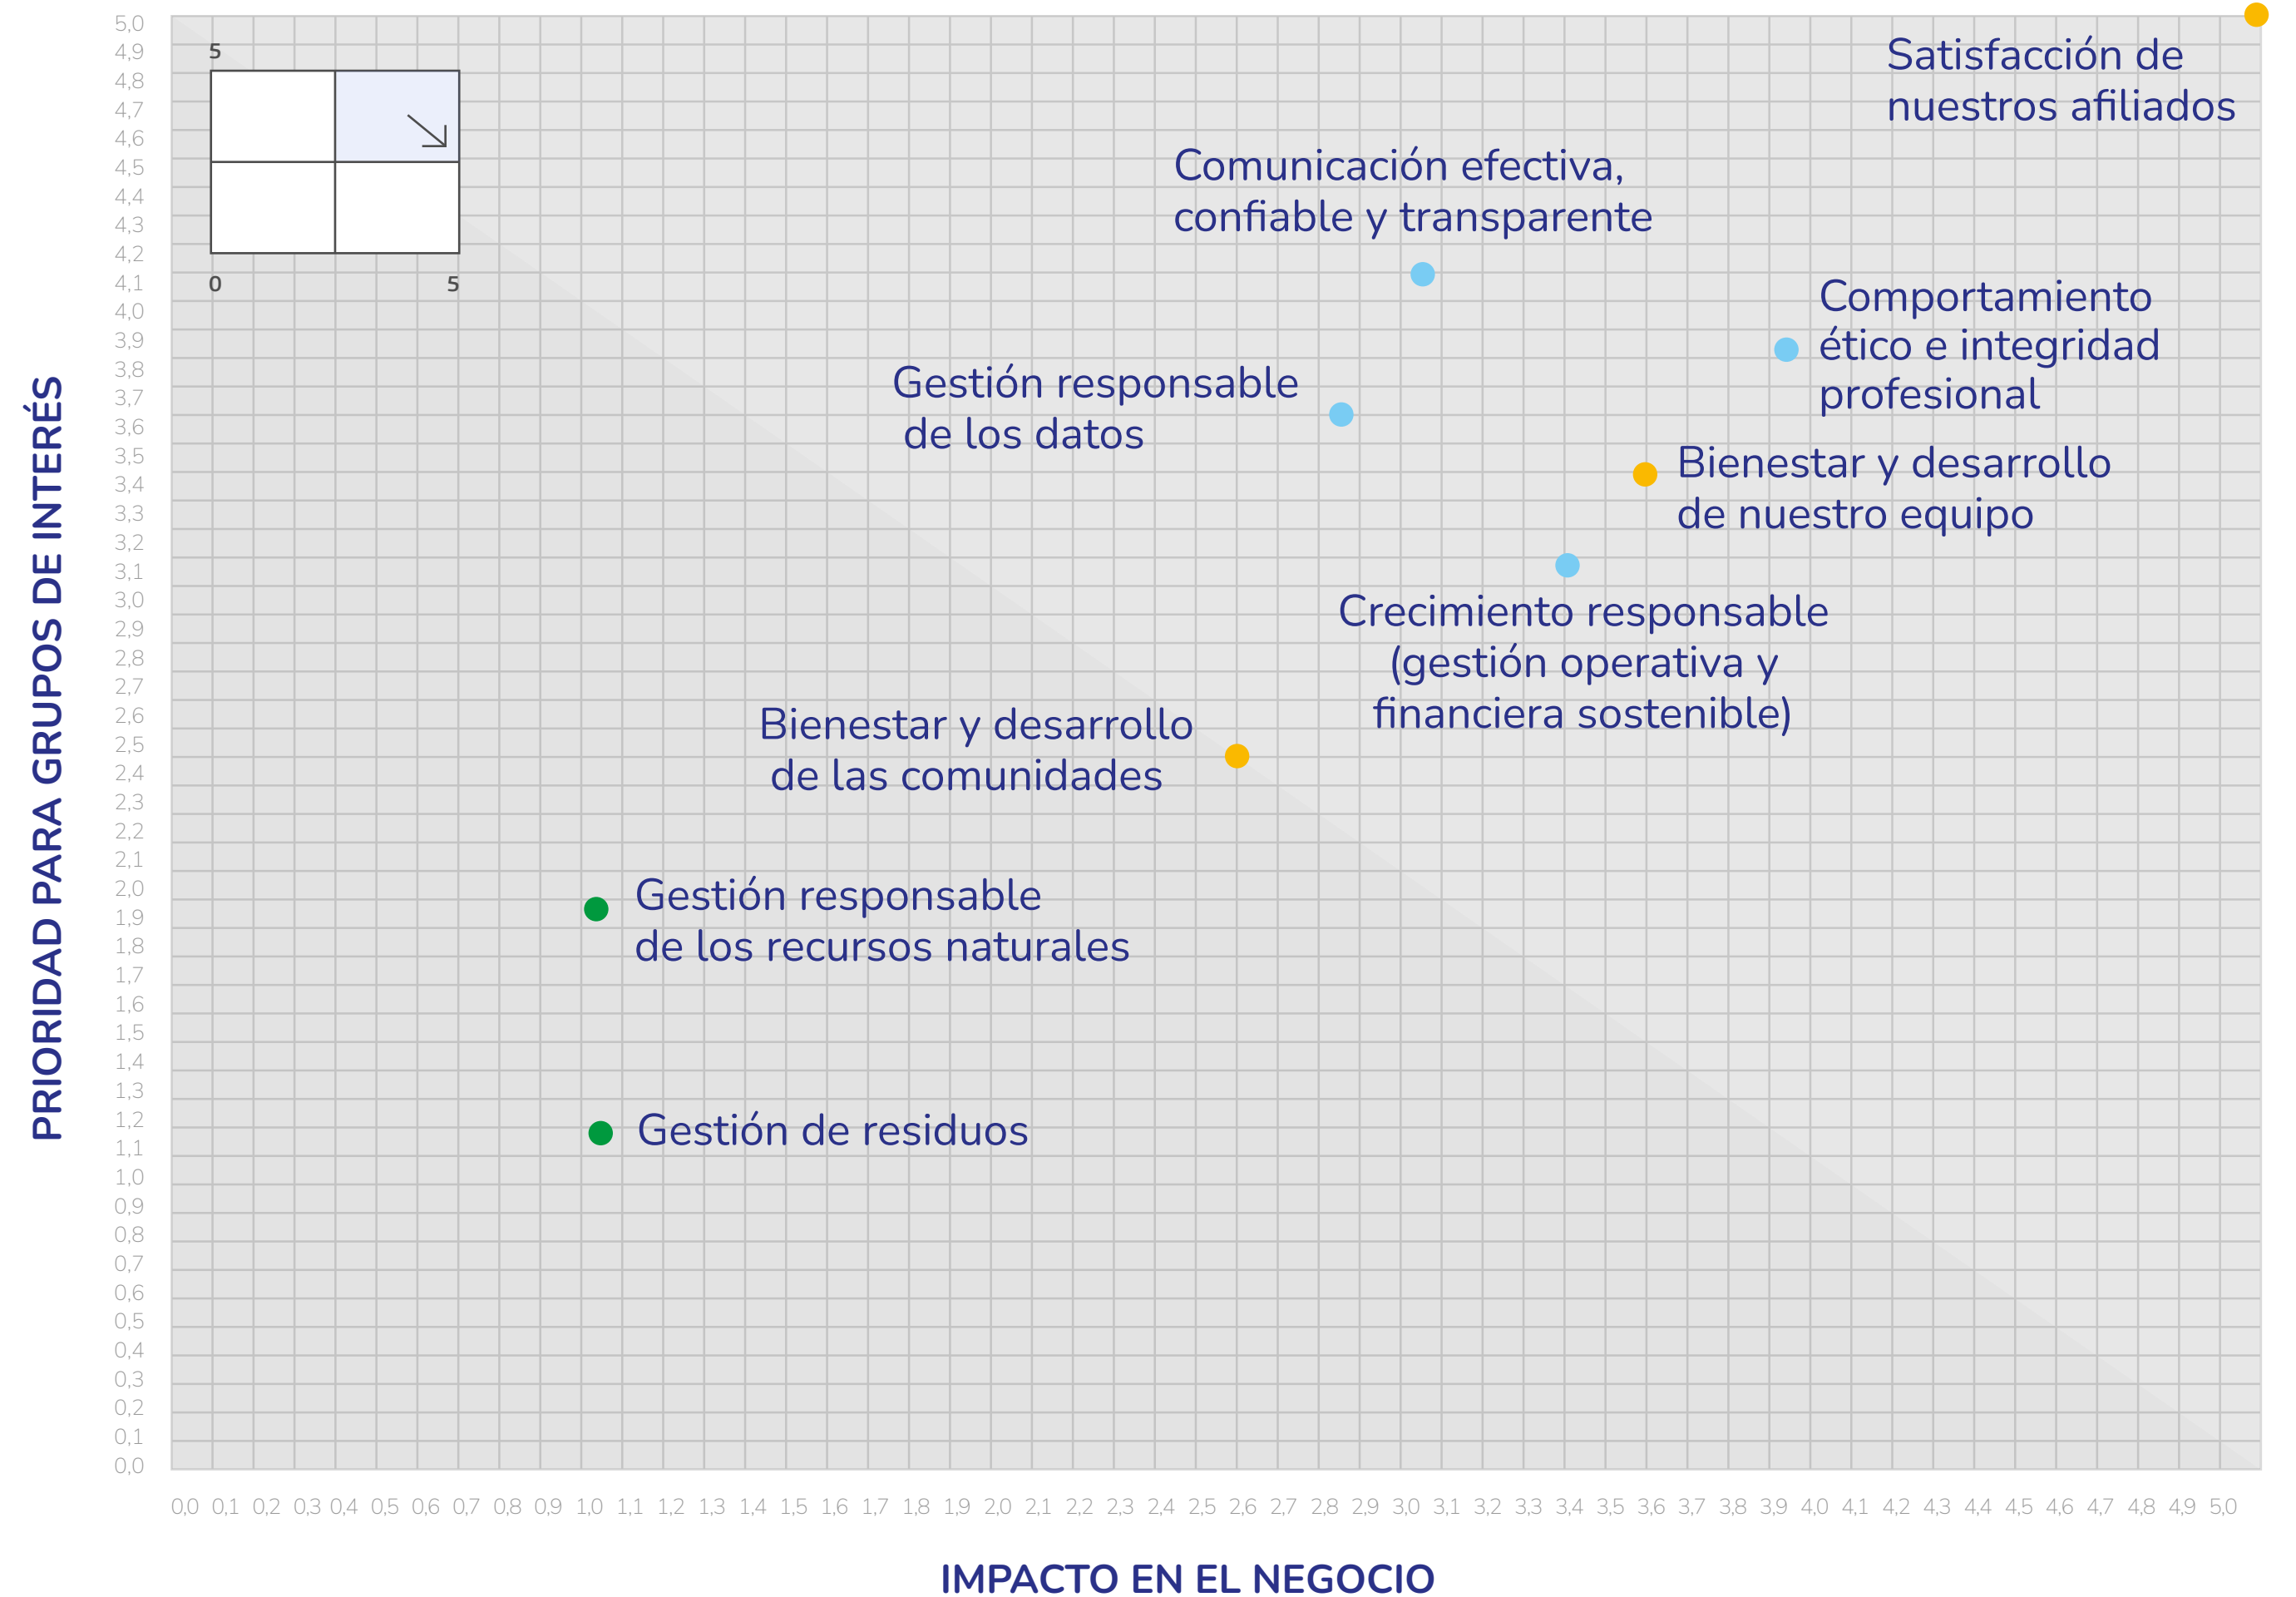 5,0
4,9
4,8
4,7
4,6
4,5
4,4
4,3
4,2
4,1
4,0
3,9
3,8
3,7
3,6
3,5
3,4
3,3
3,2
3,1
3,0
2,9
2,8
2,7
2,6
2,5
2,4
2,3
2,2
2,1
2,0
1,9
1,8
1,7
1,6
1,5
1,4
1,3
1,2
1,1
1,0
0,9
0,8
0,7
0,6
0,5
0,4
0,3
0,2
0,1
0,0
PRIORIDAD PARA GRUPOS DE INTERÉS
5
0 5
Satisfacción de
nuestros afiliados
Comunicación efectiva,
confiable y transparente
Comportamiento
ético e integridad
profesional
Gestión responsable
de los datos
Bienestar y desarrollo
de nuestro equipo
Crecimiento responsable
(gestión operativa y
financiera sostenible)
Bienestar y desarrollo
de las comunidades
Gestión responsable
de los recursos naturales
Gestión de residuos
0,0 0,1 0,2 0,3 0,4 0,5 0,6 0,7 0,8 0,9 1,0 1,1 1,2 1,3 1,4 1,5 1,6 1,7 1,8 1,9 2,0 2,1 2,2 2,3 2,4 2,5 2,6 2,7 2,8 2,9 3,0 3,1 3,2 3,3 3,4 3,5 3,6 3,7 3,8 3,9 4,0 4,1 4,2 4,3 4,4 4,5 4,6 4,7 4,8 4,9 5,0
IMPACTO EN EL NEGOCIO